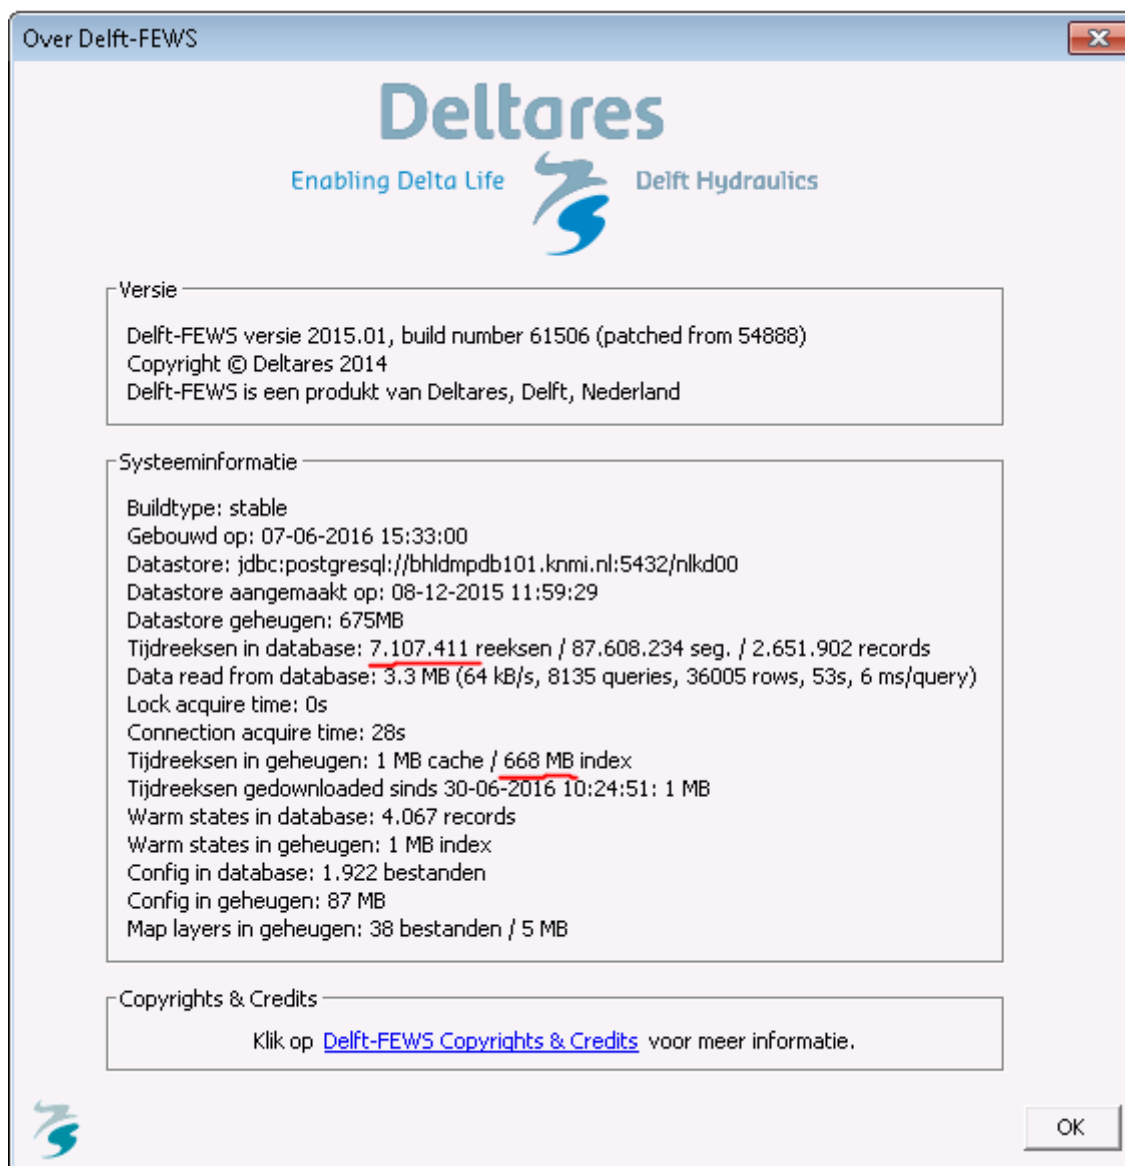 Over Delft-FEWS
Deltares
Enabling Delta Life Delft Hydraulics
Versie
Delft-FEWS versie 2015.01, build number 61506 (patched from 54888)
Copyright © Deltares 2014
Delft-FEWS is een produkt van Deltares, Delft, Nederland
Systeeminformatie
Buildtype: stable
Gebouwd op: 07-06-2016 15:33:00
Datastore: jdbc:postgresql://bhldmpdb101.knmi.nl:5432/nlkd00
Datastore aangemaakt op: 08-12-2015 11:59:29
Datastore geheugen: 675MB
Tijdreeksen in database: 7.107.411 reeksen / 87.608.234 seg. / 2.651.902 records
Data read from database: 3.3 MB (64 kB/s, 8135 queries, 36005 rows, 53s, 6 ms/query)
Lock acquire time: 0s
Connection acquire time: 28s
Tijdreeksen in geheugen: 1 MB cache / 668 MB index
Tijdreeksen gedownloaded sinds 30-06-2016 10:24:51: 1 MB
Warm states in database: 4.067 records
Warm states in geheugen: 1 MB index
Config in database: 1.922 bestanden
Config in geheugen: 87 MB
Map layers in geheugen: 38 bestanden / 5 MB
Copyrights & Credits
Klik op Delft-FEWS Copyrights & Credits voor meer informatie.
OK